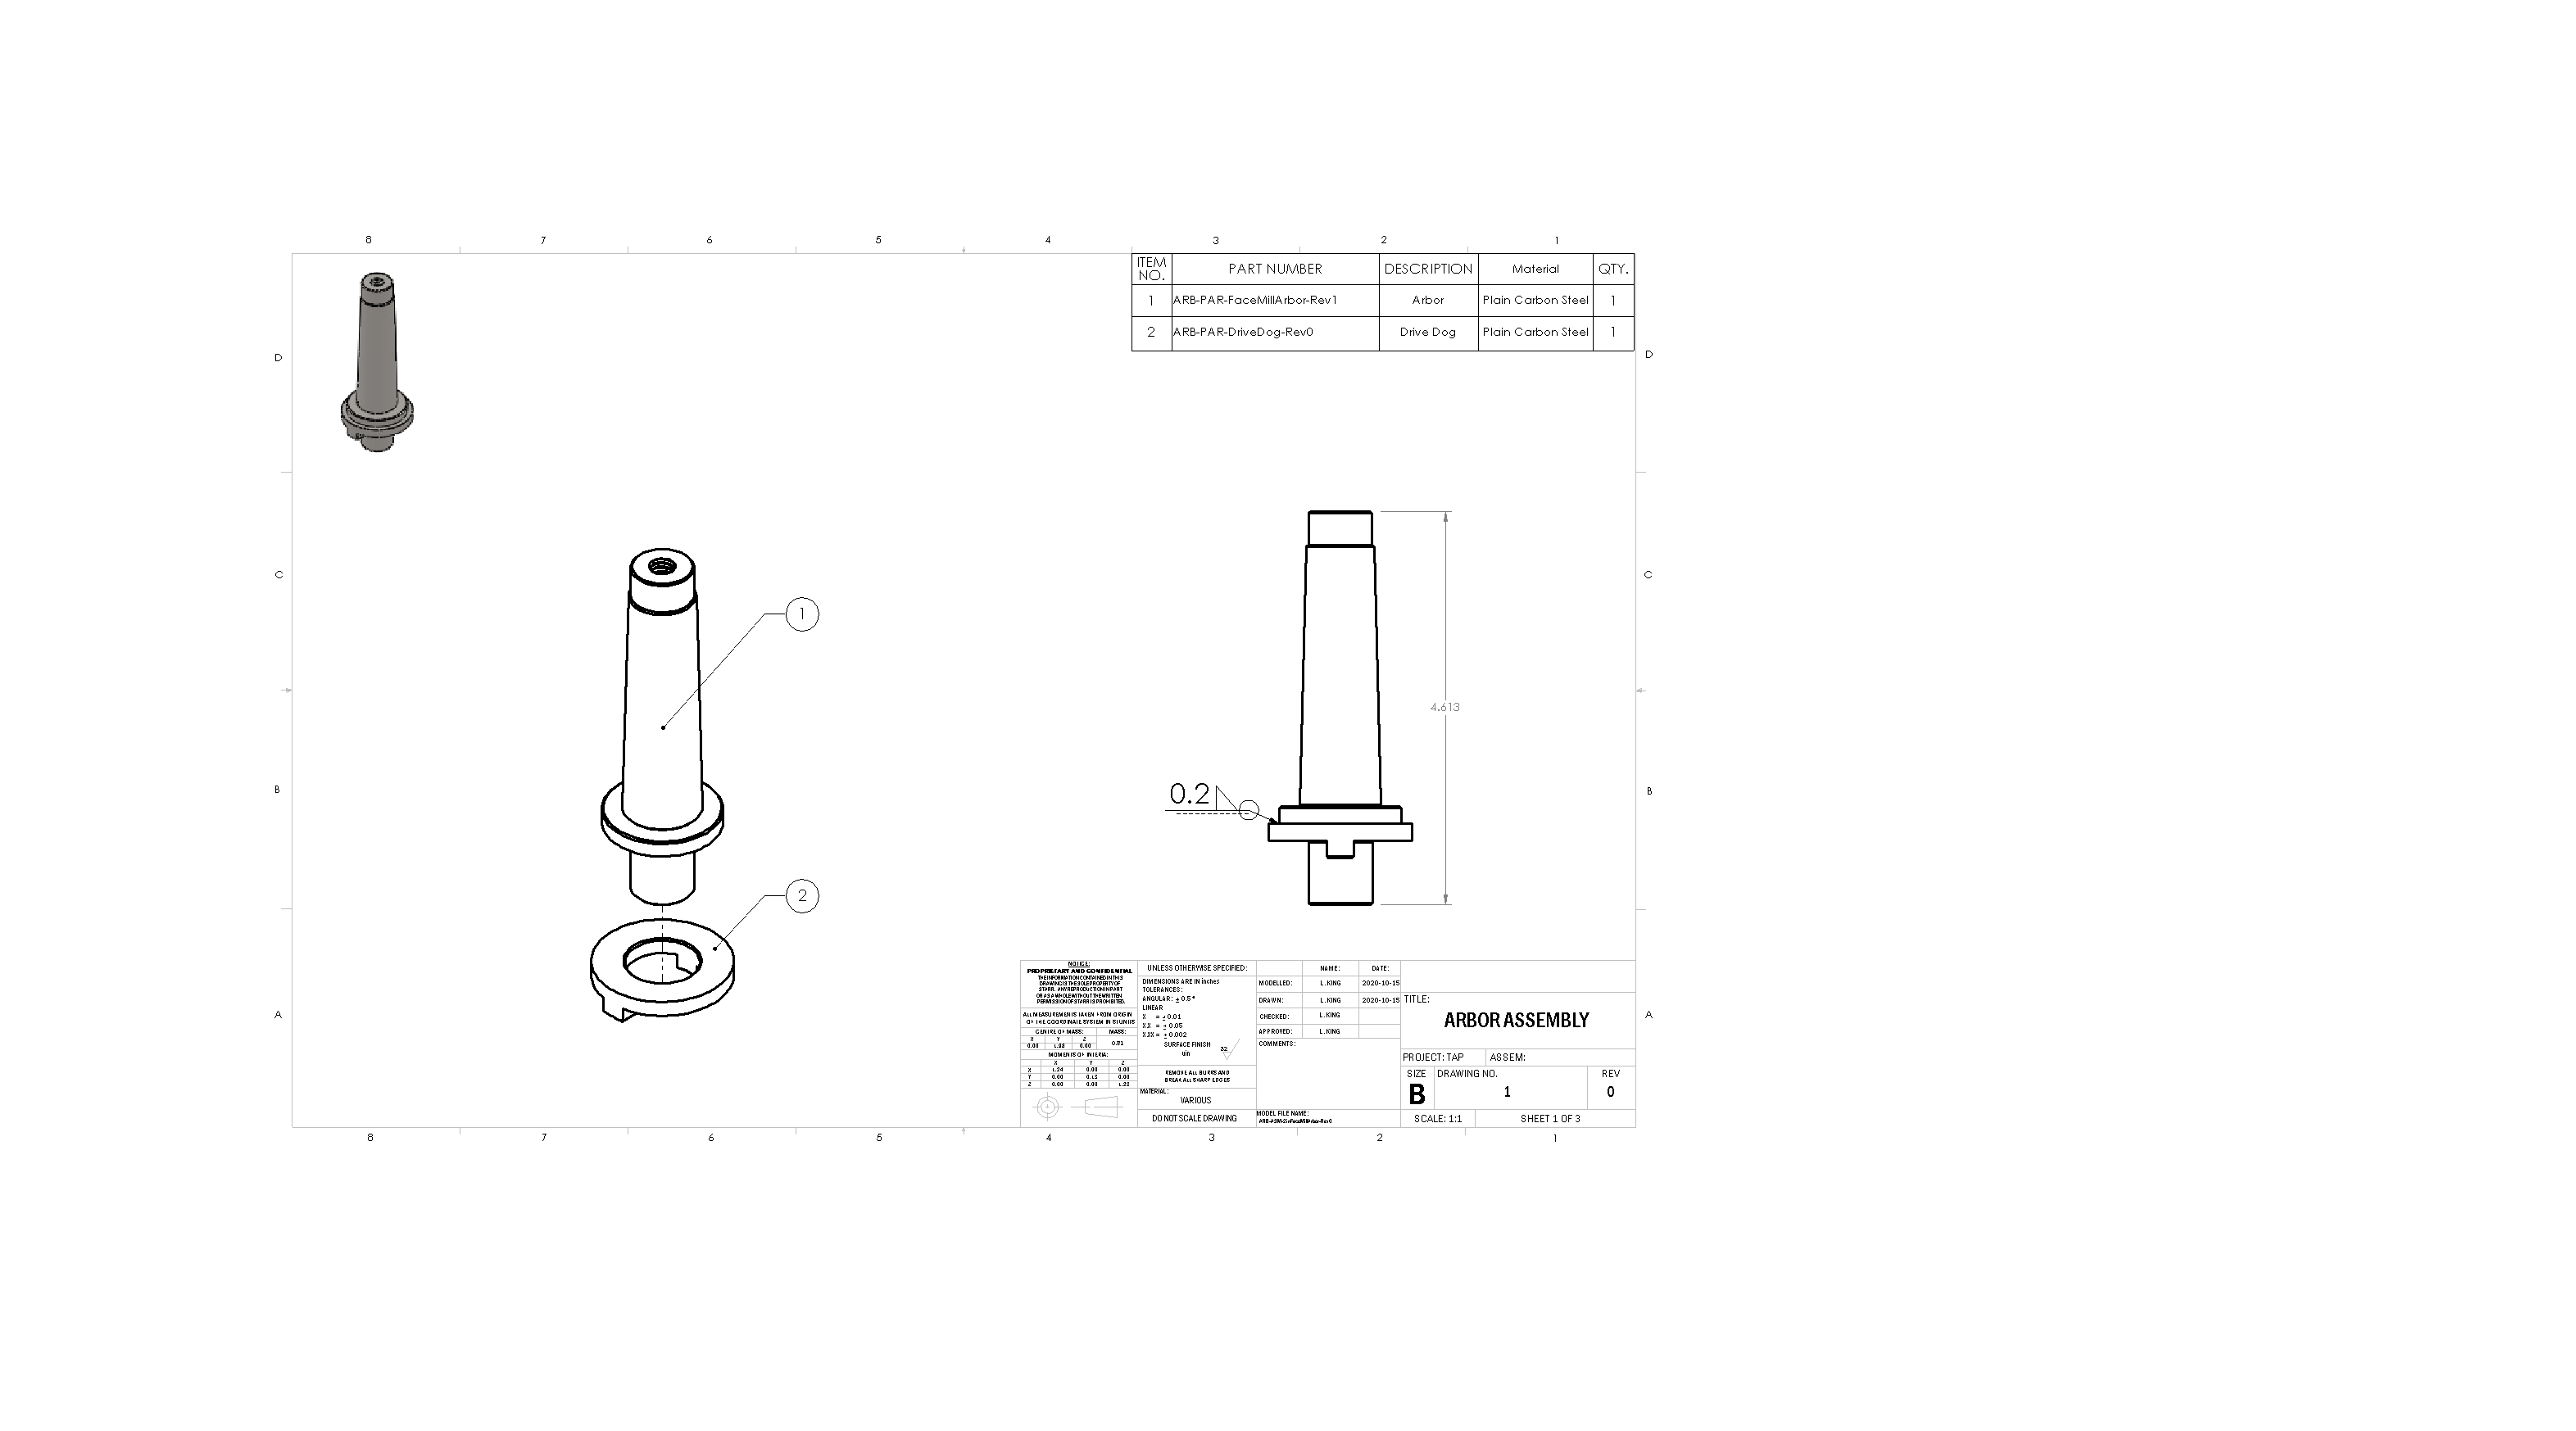 8 7 6 5 4 3 2 1
ITEM NO. PART NUMBER DESCRIPTION Material QTY.
1 ARB-PAR-FaceMillArbor-Rev1 Arbor Plain Carbon Steel 1
2 ARB-PAR-DriveDog-Rev0 Drive Dog Plain Carbon Steel 1
D D
C C
1
4.613
B B
0.2
2
A A
NOTICE:
PROPRIETARY AND CONFIDENTIAL
THE INFORMATION CONTAINED IN THIS
DRAWING IS THE SOLE PROPERTY OF
STARR. ANY REPRODUCTION IN PART
OR AS A WHOLE WITHOUT THE WRITTEN
PERMISSION OF STARR IS PROHIBITED.
ALL MEASUREMENTS TAKEN FROM ORIGIN
OF THE COORDINATE SYSTEM IN SI UNITS
CENTRE OF MASS: MASS:
X Y Z
0.00 0.00
MOMENTS OF INERTIA:
X Y Z
X 1.24 0.00 0.00
Y 0.00 0.13 0.00
Z 0.00 0.00
UNLESS OTHERWISE SPECIFIED:
DIMENSIONS ARE IN inches
TOLERANCES:
ANGULAR: ± 0.5°
LINEAR
X = ± 0.01
X.X = ± 0.05
X.XX = ± 0.002
SURFACE FINISH 32
uin
REMOVE ALL BURRS AND
BREAK ALL SHARP EDGES
MATERIAL:
VARIOUS
DO NOT SCALE DRAWING
NAME: DATE:
MODELLED: L.KING 2020-10-15
DRAWN: L.KING 2020-10-15
CHECKED: L.KING
APPROVED: L.KING
COMMENTS:
MODEL FILE NAME:
TITLE:
ARBOR ASSEMBLY
PROJECT: TAP ASSEM:
SIZE DRAWING NO. REV
B 1 0
SCALE: 1:1 SHEET 1 OF 3
8 7 6 5 4 3 2 1